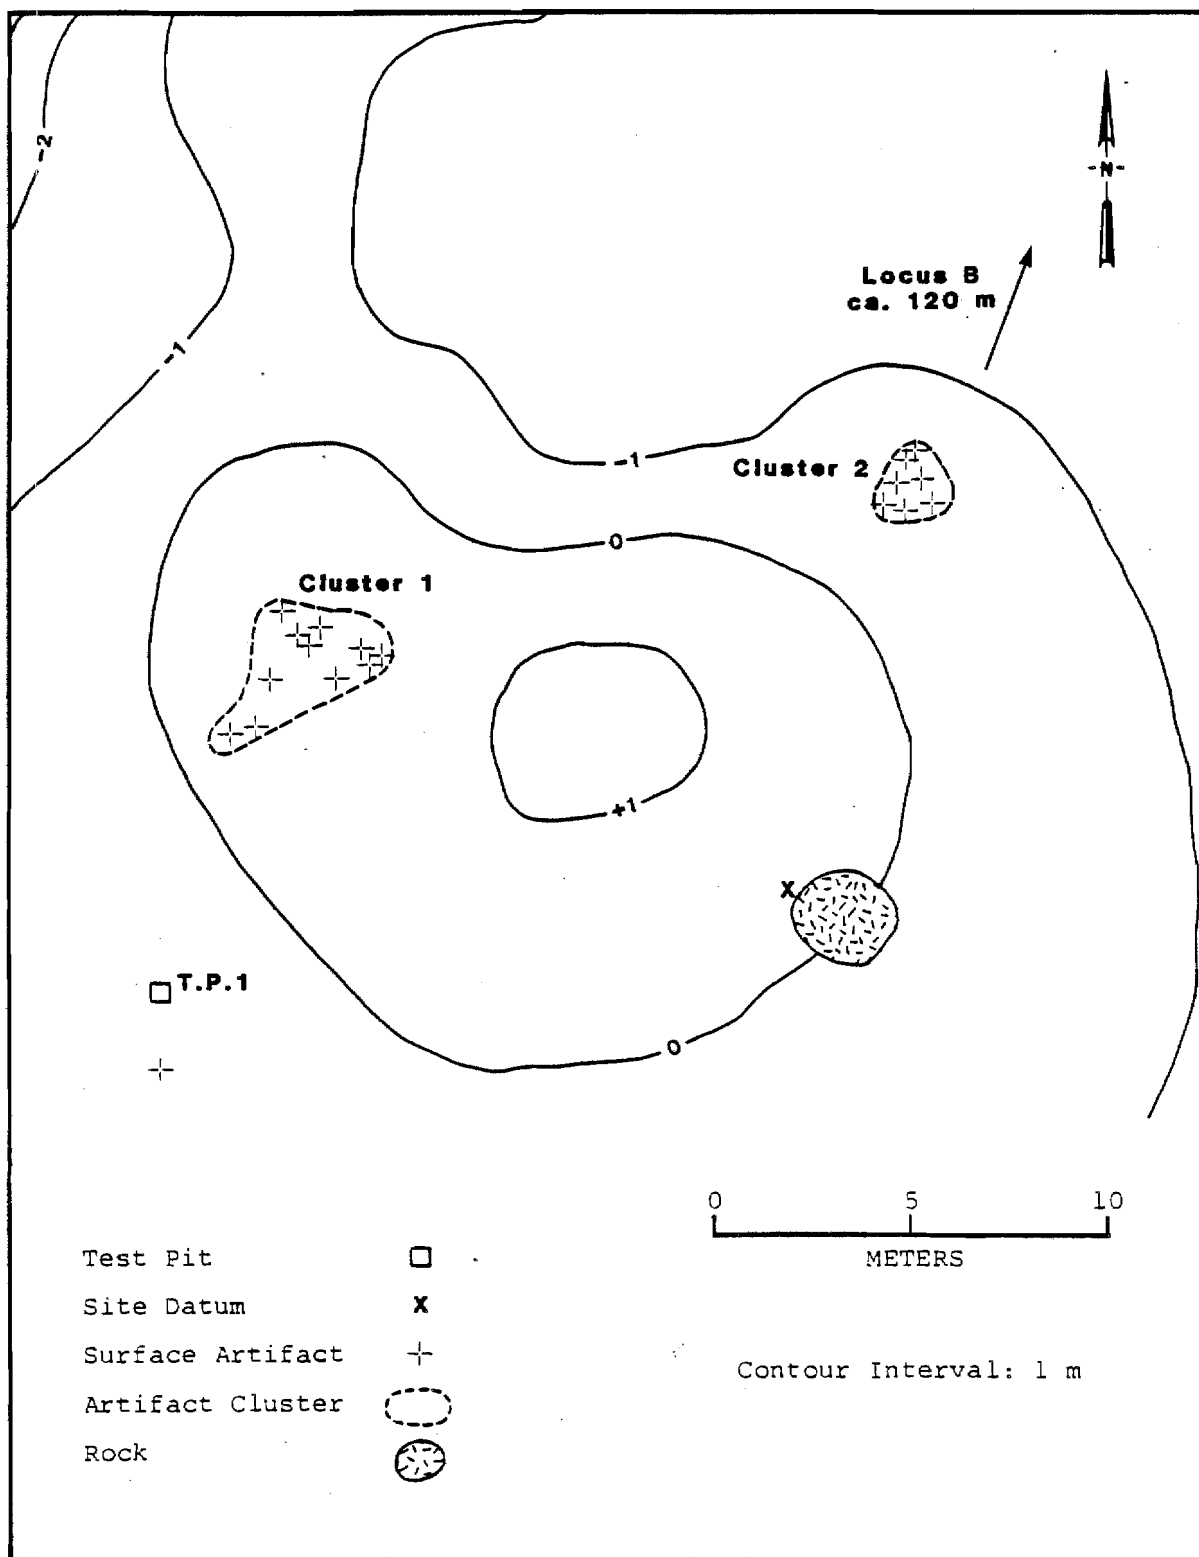 -2
-N-
Locus B
ca. 120 m
-1
-1
Cluster 2
0
Cluster 1
+1
X
T.P.1
0
0 5 10
METERS
Test Pit
Site Datum X
Surface Artifact
Contour Interval: 1 m
Artifact Cluster
Rock